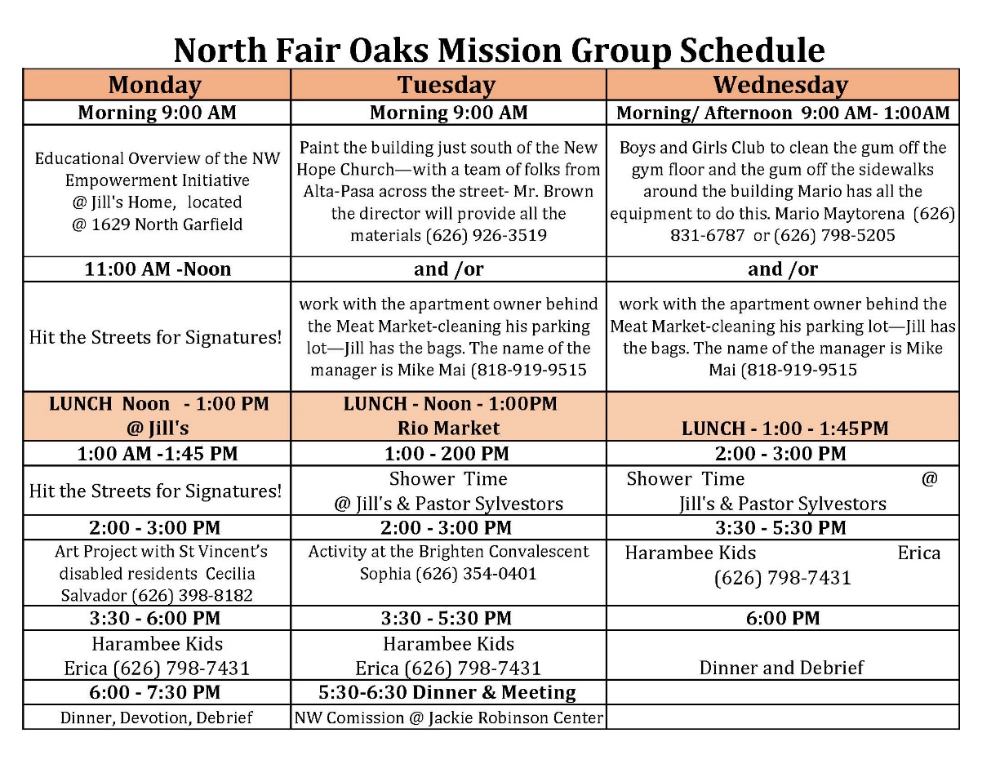 North Fair Oaks Mission Group Schedule
Monday
Tuesday
Wednesday
Morning 9:00 AM
Morning 9:00 AM
Morning/ Afternoon 9:00 AM- 1:00AM
Educational Overview of the NW
Empowerment Initiative
@ Jill's Home, located
@ 1629 North Garfield
Paint the building just south of the New
Hope Church—with a team of folks from
Alta-Pasa across the street- Mr. Brown
the director will provide all the
materials (626) 926-3519
Boys and Girls Club to clean the gum off the
gym floor and the gum off the sidewalks
around the building Mario has all the
equipment to do this. Mario Maytorena (626)
831-6787 or (626) 798-5205
11:00 AM -Noon
and /or
and /or
Hit the Streets for Signatures!
work with the apartment owner behind
the Meat Market-cleaning his parking
lot—Jill has the bags. The name of the
manager is Mike Mai (818-919-9515
work with the apartment owner behind the
Meat Market-cleaning his parking lot—Jill has
the bags. The name of the manager is Mike
Mai (818-919-9515
LUNCH Noon - 1:00 PM
@ Jill's
LUNCH - Noon - 1:00PM
Rio Market
LUNCH - 1:00 - 1:45PM
1:00 AM -1:45 PM
1:00 - 200 PM
2:00 - 3:00 PM
Hit the Streets for Signatures!
Shower Time
@ Jill's & Pastor Sylvestors
Shower Time @
Jill's & Pastor Sylvestors
2:00 - 3:00 PM
2:00 - 3:00 PM
3:30 - 5:30 PM
Art Project with St Vincent’s
disabled residents Cecilia
Salvador (626) 398-8182
Activity at the Brighten Convalescent
Sophia (626) 354-0401
Harambee Kids Erica
(626) 798-7431
3:30 - 6:00 PM
3:30 - 5:30 PM
6:00 PM
Harambee Kids
Erica (626) 798-7431
Harambee Kids
Erica (626) 798-7431
Dinner and Debrief
6:00 - 7:30 PM
5:30-6:30 Dinner & Meeting
Dinner, Devotion, Debrief
NW Comission @ Jackie Robinson Center